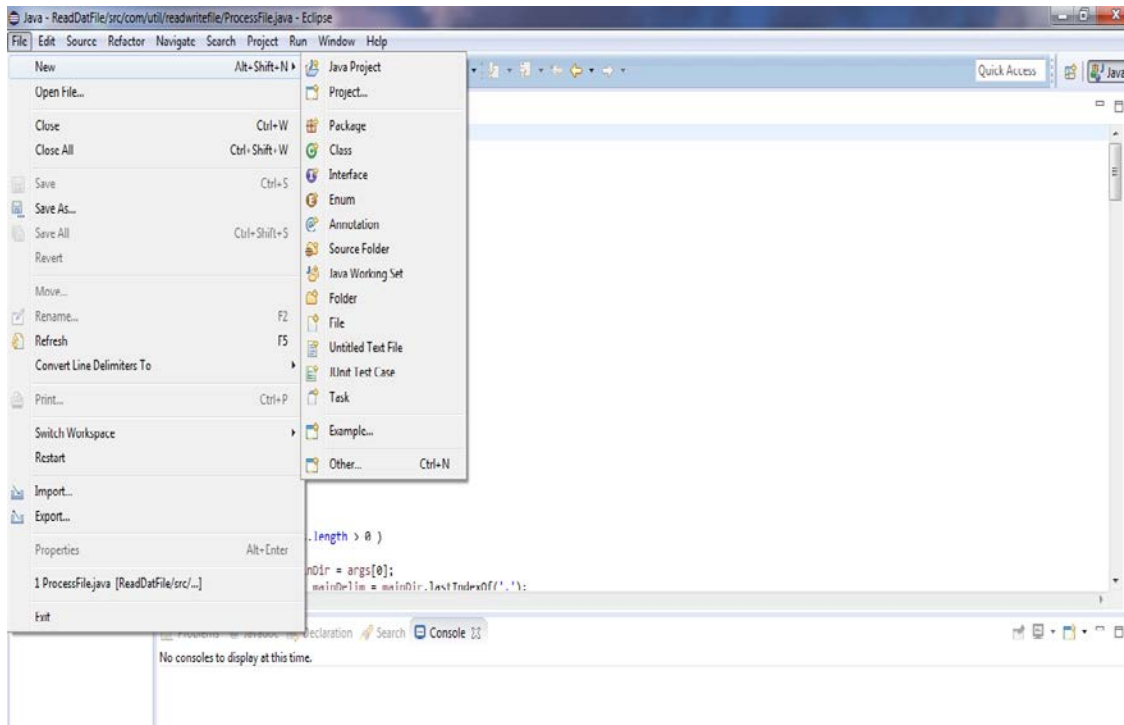 Java - ReadDatFile/src/com/util/readwritefile/ProcessFile.java - Eclipse
File Edit Source Refactor Navigate Search Project Run Window Help
New Alt+Shift+N
Open File...
Close Ctrl+W
Close All Ctrl+Shift+W
Save Ctrl+S
Save As...
Save All Ctrl+Shift+S
Revert
Move...
Rename... F2
Refresh F5
Convert Line Delimiters To
Print... Ctrl+P
Switch Workspace
Restart
Import...
Export...
Properties Alt+Enter
1 ProcessFile.java [ReadDatFile/src/...]
Exit
Java Project
Project...
Package
Class
Interface
Enum
Annotation
Source Folder
Java Working Set
Folder
File
Untitled Text File
JUnit Test Case
Task
Example...
Other... Ctrl+N
Quick Access Java
.length > 0 )
nDir = args[0];
mainDelim = mainDir.lastIndexOf('.');
Problems Javadoc Declaration Search Console
No consoles to display at this time.